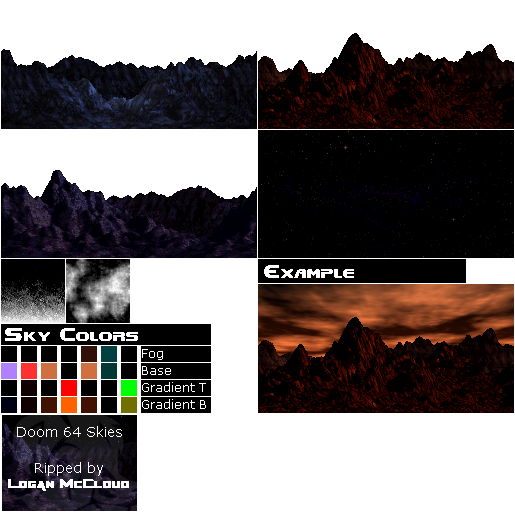 Example
Sky Colors
Fog
Base
Gradient T
Gradient B
Doom 64 Skies
Ripped by
Logan McCloud